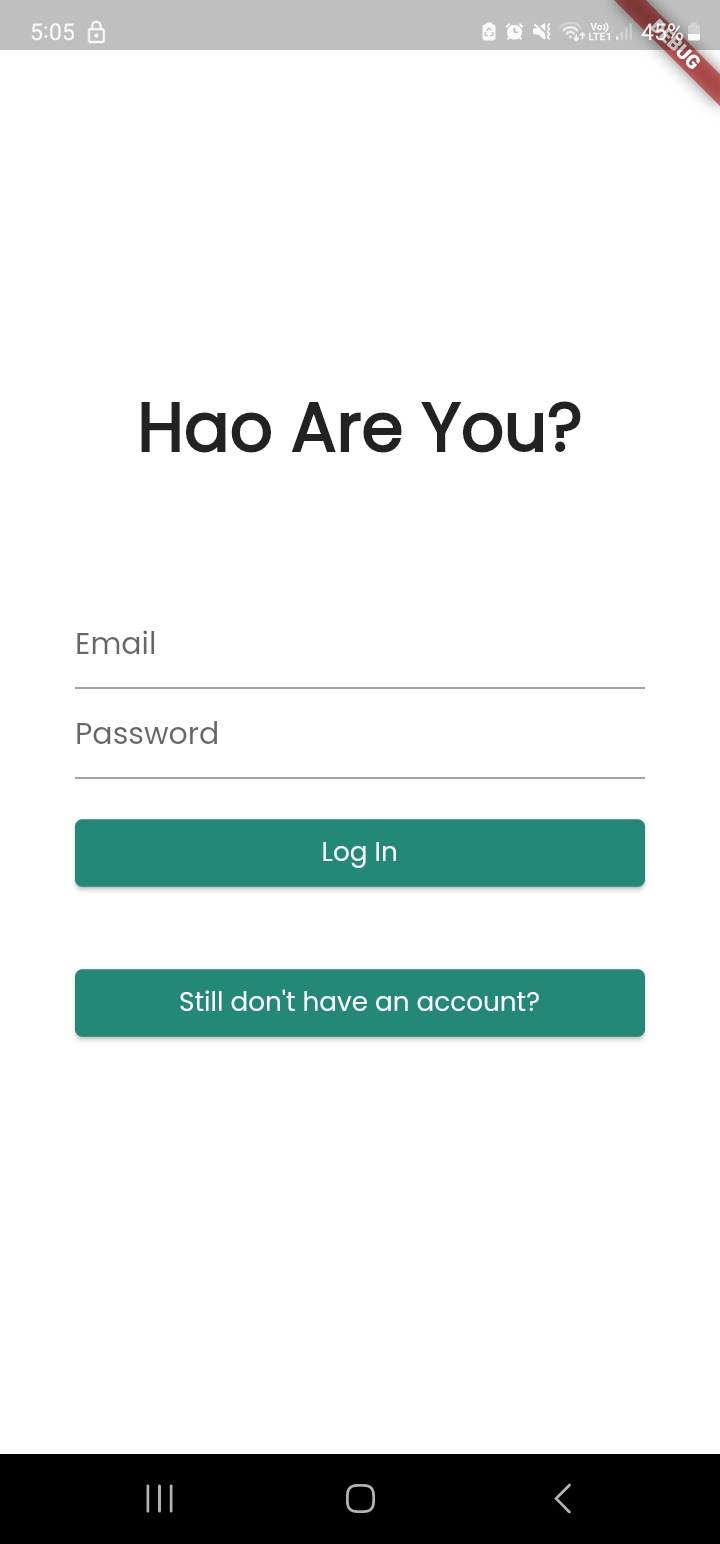 5:05
Vo))
LTE1
45%
DEBUG
Hao Are You?
Email
Password
Log In
Still don't have an account?